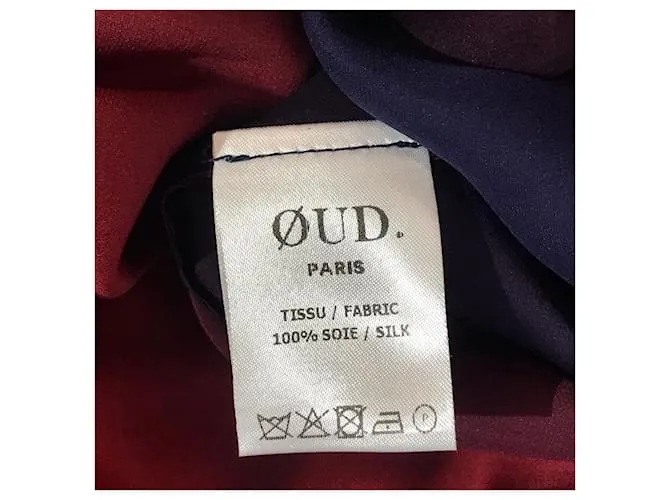 ØUD.
PARIS
TISSU / FABRIC
100% SOIE / SILK
P